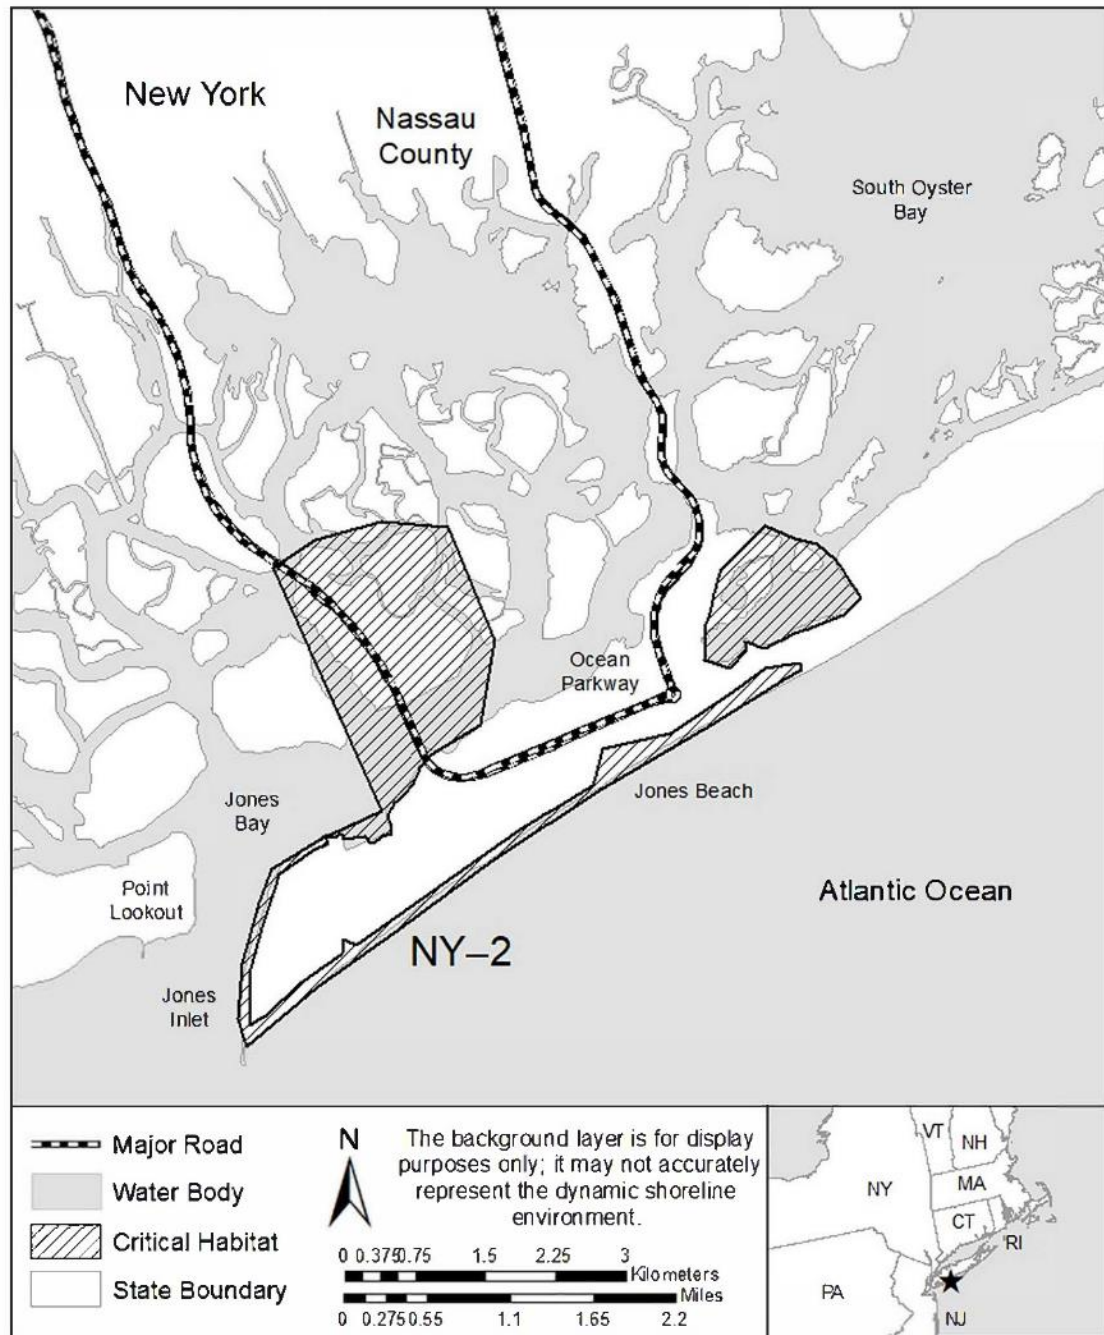 New York
Nassau
County
South Oyster
Bay
Ocean
Parkway
Jones Beach
Jones
Bay
Point
Lookout
Atlantic Ocean
NY–2
Jones
Inlet
Major Road
Water Body
Critical Habitat
State Boundary
N
The background layer is for display
purposes only; it may not accurately
represent the dynamic shoreline
environment.
0 0.375 0.75 1.5 2.25 3
Kilometers
Miles
0 0.275 0.55 1.1 1.65 2.2
VT
NH
NY
MA
CT
RI
PA
NJ